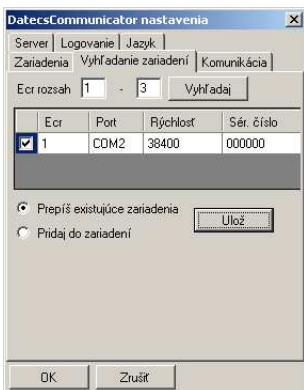 DatecsCommunicator nastavenia
Server Logovanie Jazyk
Zariadenia Vyhľadanie zariadení Komunikácia
Ecr rozsah 1 - 3 Vyhľadaj
Ecr Port Rýchlosť Sér. číslo
1 COM2 38400 000000
Prepíš existujúce zariadenia
Ulož
Pridaj do zariadení
OK Zrušiť